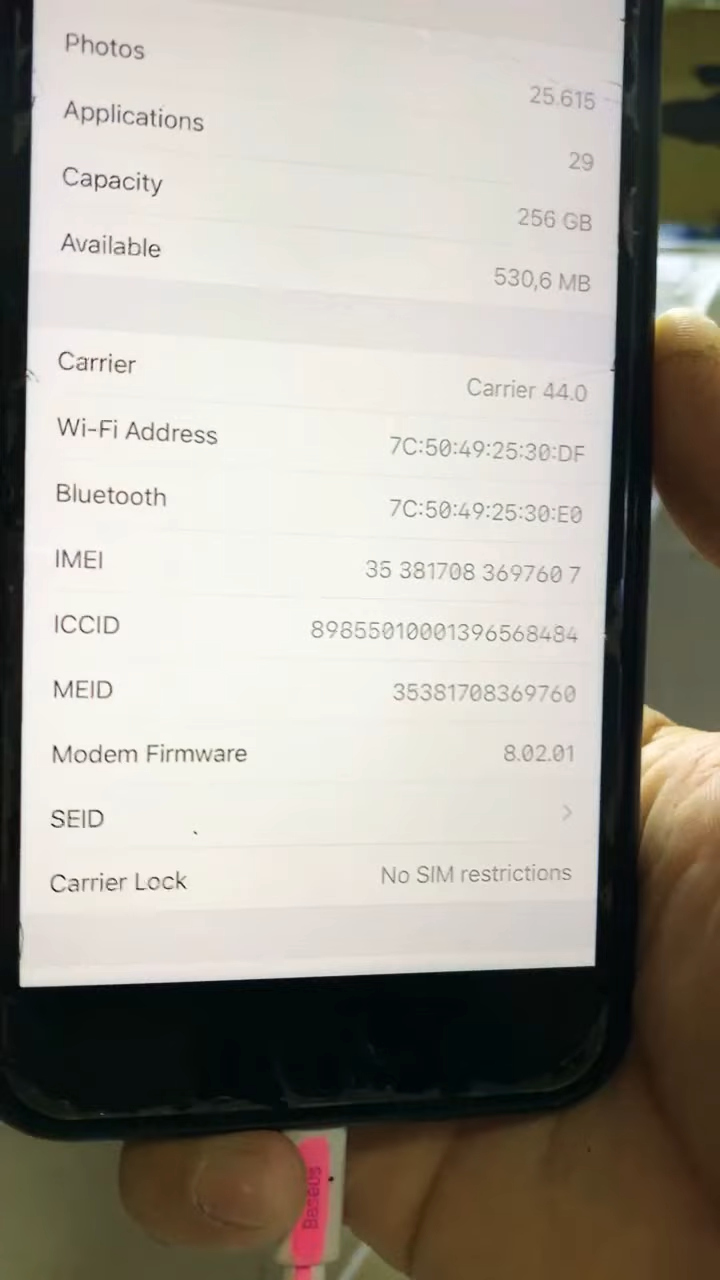 Photos 25.615
Applications 29
Capacity 256 GB
Available 530,6 MB
Carrier Carrier 44.0
Wi-Fi Address 7C:50:49:25:30:DF
Bluetooth 7C:50:49:25:30:E0
IMEI 35 381708 369760 7
ICCID 89855010001396568484
MEID 35381708369760
Modem Firmware 8.02.01
SEID
Carrier Lock No SIM restrictions
Baseus